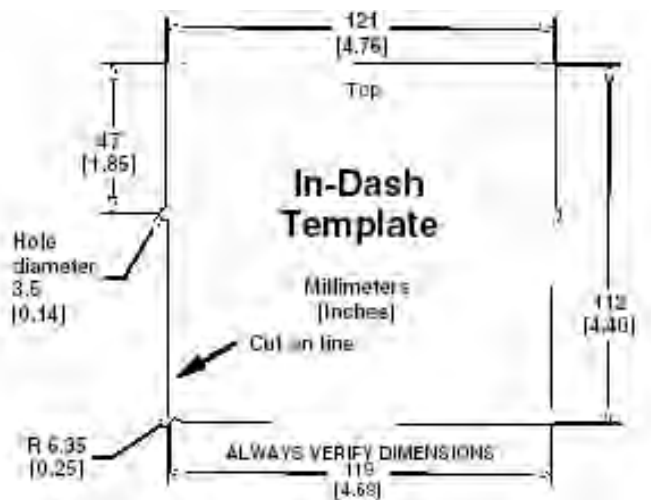 121
[4.76]
Top
47
[1.85]
In-Dash
Template
Hole
diameter
3.5
[0.14]
Millimeters
[Inches]
112
[4.40]
Cut on line
R 6.35
[0.25]
ALWAYS VERIFY DIMENSIONS
119
[4.69]